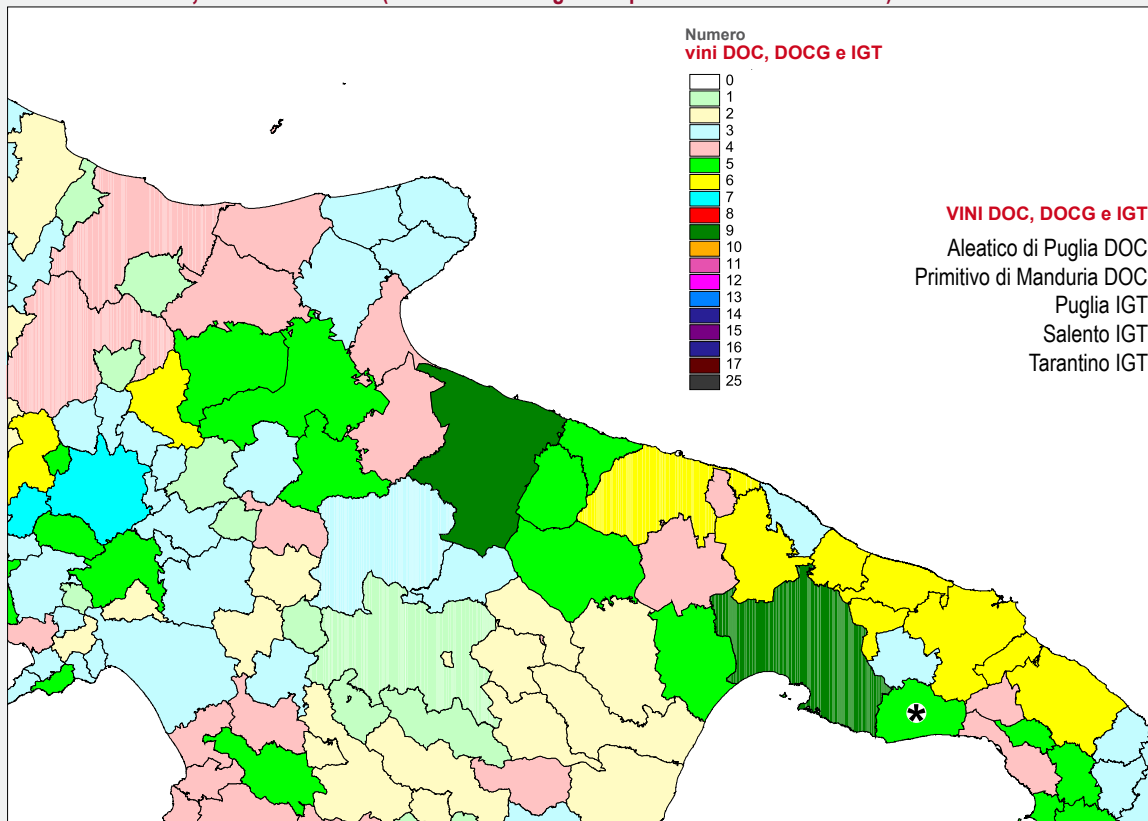 Numero
vini DOC, DOCG e IGT
0
1
2
3
4
5
6
7
8
9
10
11
12
13
14
15
16
17
25
VINI DOC, DOCG e IGT
Aleatico di Puglia DOC
Primitivo di Manduria DOC
Puglia IGT
Salento IGT
Tarantino IGT
*